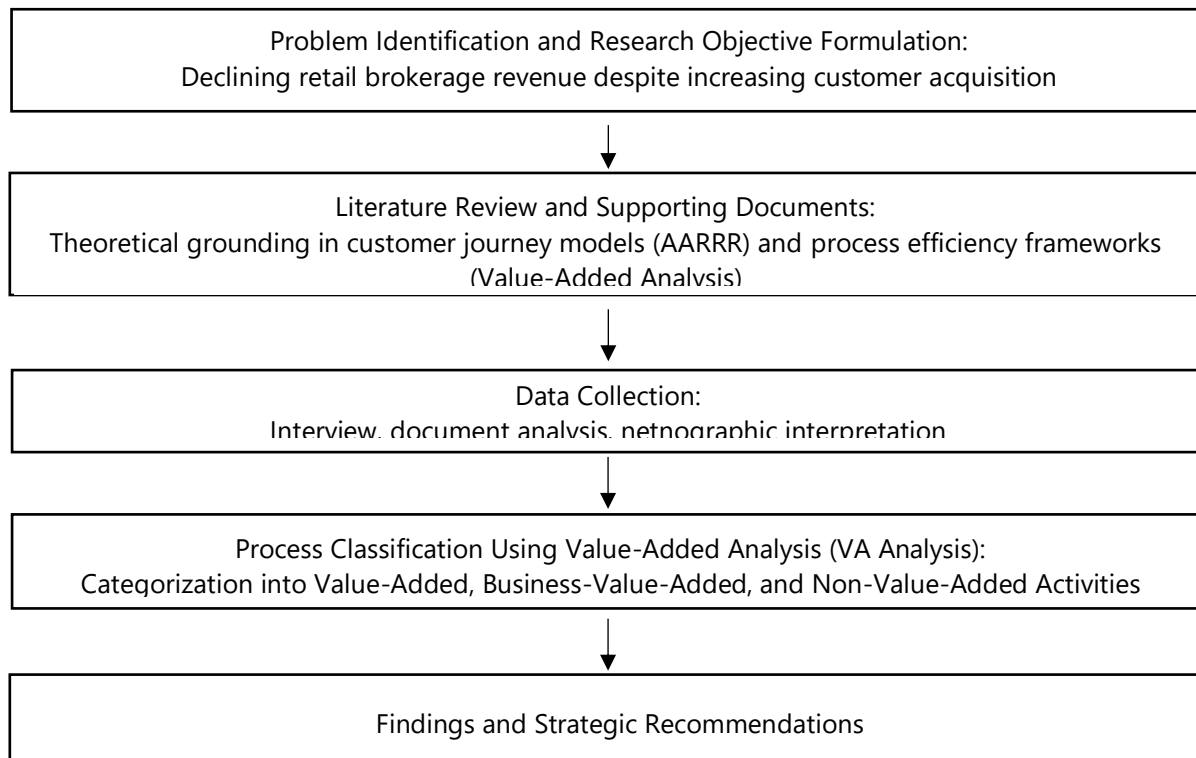 Problem Identification and Research Objective Formulation:
Declining retail brokerage revenue despite increasing customer acquisition
Literature Review and Supporting Documents:
Theoretical grounding in customer journey models (AARRR) and process efficiency frameworks
(Value-Added Analysis)
Data Collection:
Interview, document analysis, netnographic interpretation
Process Classification Using Value-Added Analysis (VA Analysis):
Categorization into Value-Added, Business-Value-Added, and Non-Value-Added Activities
Findings and Strategic Recommendations